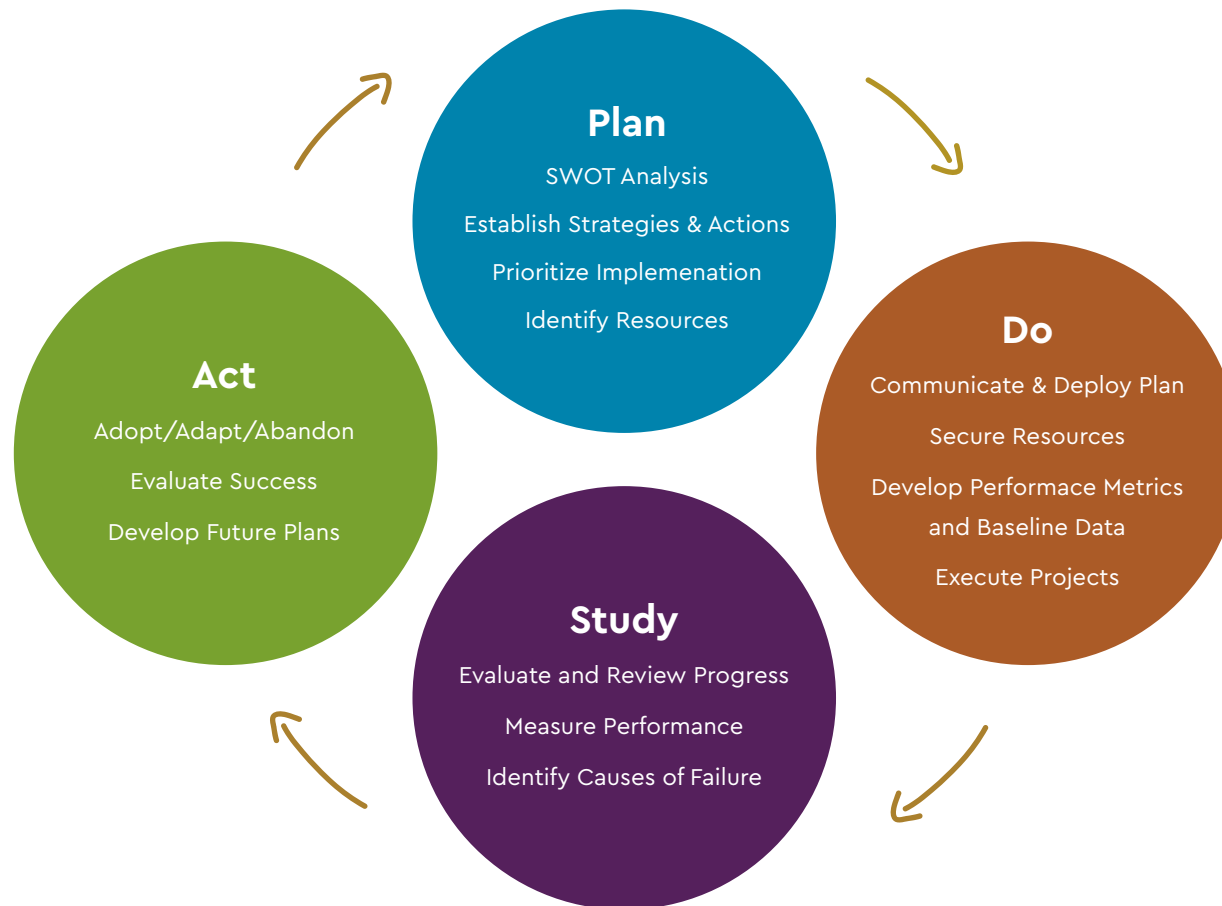 Plan
SWOT Analysis
Establish Strategies & Actions
Prioritize Implemenation
Identify Resources
Do
Communicate & Deploy Plan
Secure Resources
Develop Performace Metrics
and Baseline Data
Execute Projects
Study
Evaluate and Review Progress
Measure Performance
Identify Causes of Failure
Act
Adopt/Adapt/Abandon
Evaluate Success
Develop Future Plans